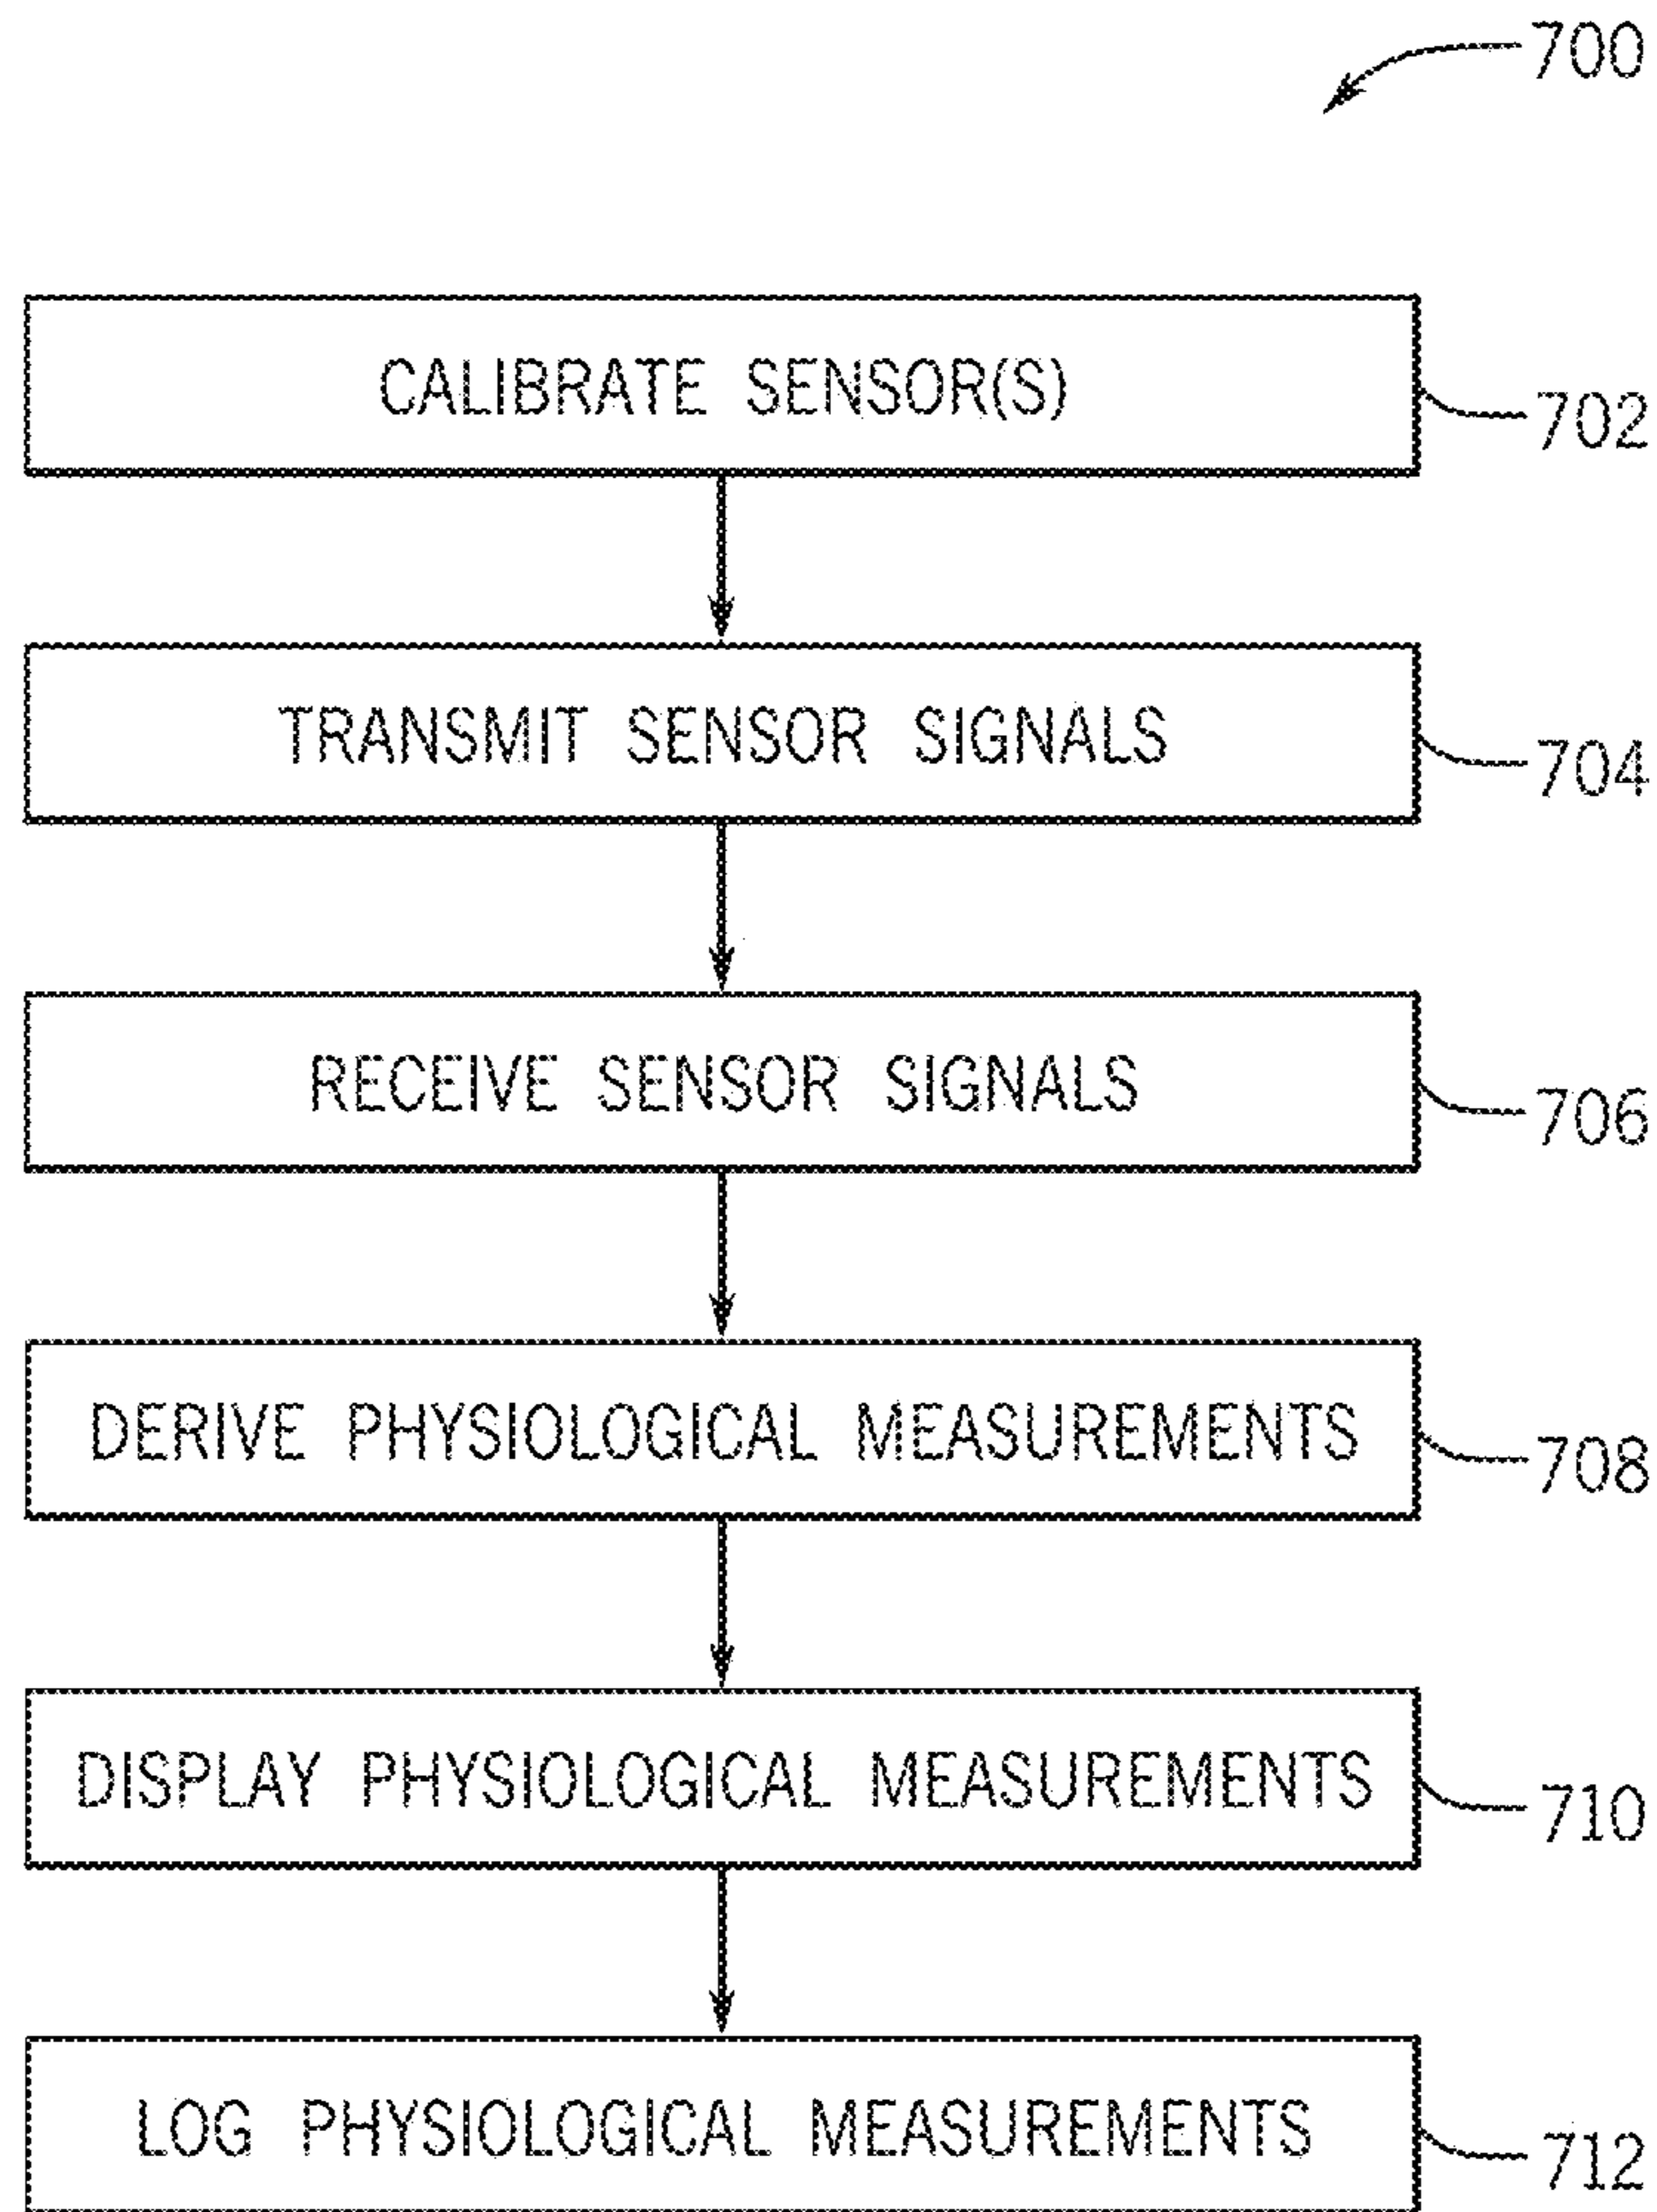 700
CALIBRATE SENSOR(S)
702
TRANSMIT SENSOR SIGNALS
704
RECEIVE SENSOR SIGNALS
706
DERIVE PHYSIOLOGICAL MEASUREMENTS
708
DISPLAY PHYSIOLOGICAL MEASUREMENTS
710
LOG PHYSIOLOGICAL MEASUREMENTS
712